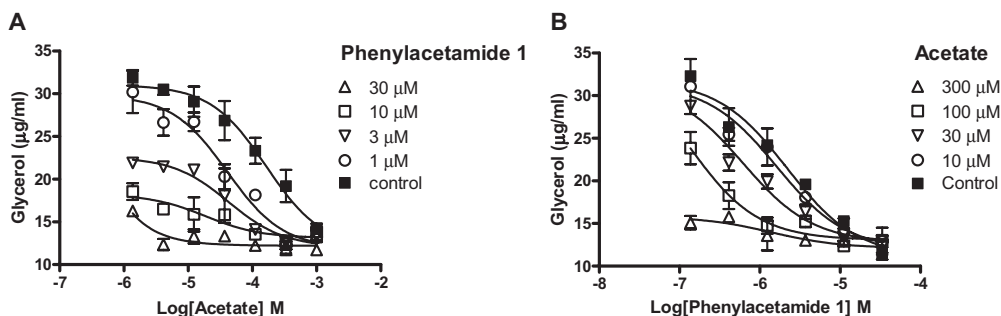 A
Phenylacetamide 1
35
30
25
20
15
10
Glycerol (μg/ml)
30 μM
10 μM
3 μM
1 μM
control
-7
-6
-5
-4
-3
-2
Log[Acetate] M
B
Acetate
35
30
25
20
15
10
Glycerol (μg/ml)
300 μM
100 μM
30 μM
10 μM
Control
-8
-7
-6
-5
-4
Log[Phenylacetamide 1] M